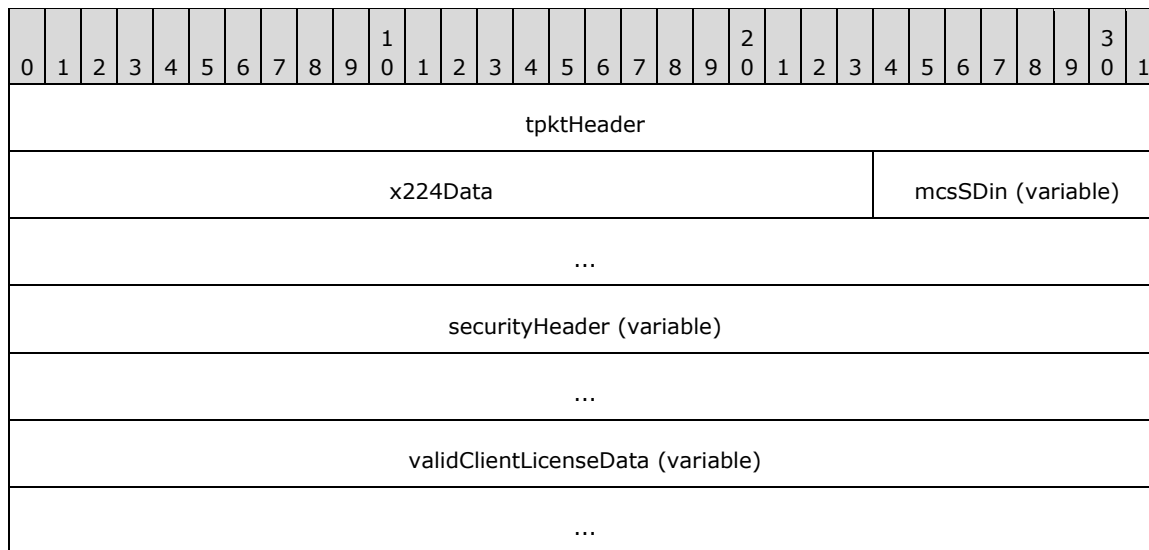 1 2 3
0 1 2 3 4 5 6 7 8 9 0 1 2 3 4 5 6 7 8 9 0 1 2 3 4 5 6 7 8 9 0 1
tpktHeader
x224Data mcsSDin (variable)
...
securityHeader (variable)
...
validClientLicenseData (variable)
...